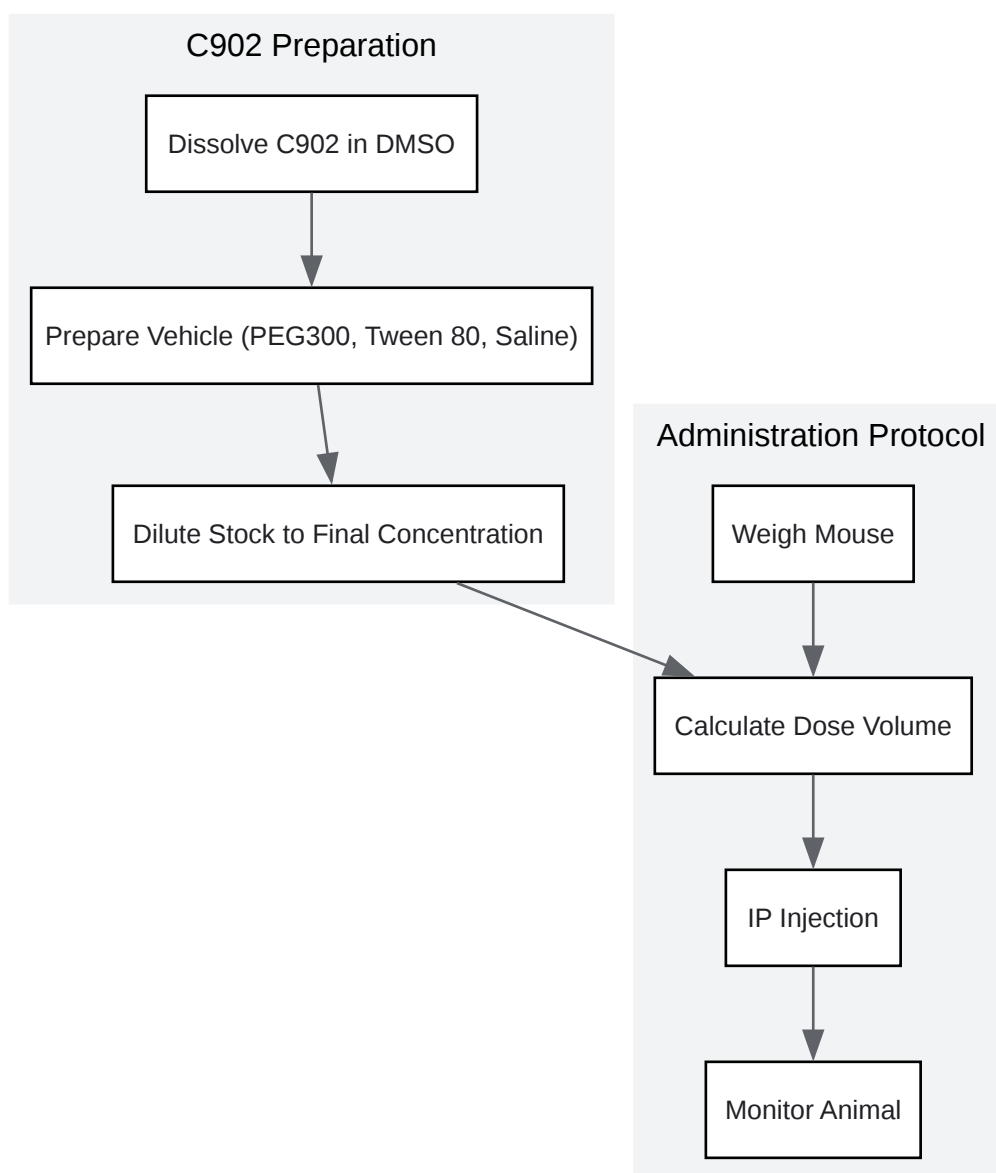 C902 Preparation
Dissolve C902 in DMSO
Prepare Vehicle (PEG300, Tween 80, Saline)
Dilute Stock to Final Concentration
Administration Protocol
Weigh Mouse
Calculate Dose Volume
IP Injection
Monitor Animal